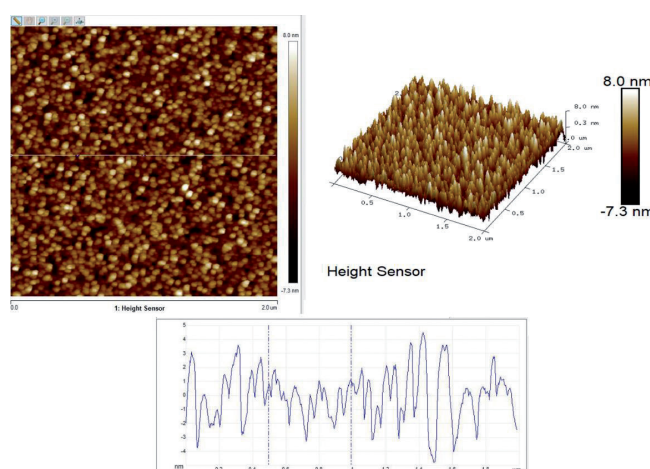 8.0 nm
-7.3 nm
0.0
1: Height Sensor
2.0 um
8.0 nm
0.3 nm
2.0 um
0.5
1.0
1.5
2.0 um
0.5
1.0
1.5
Height Sensor
8.0 nm
-7.3 nm
5
4
3
2
1
0
-1
-2
-3
-4
nm